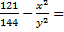 121/144 − x²/y² =